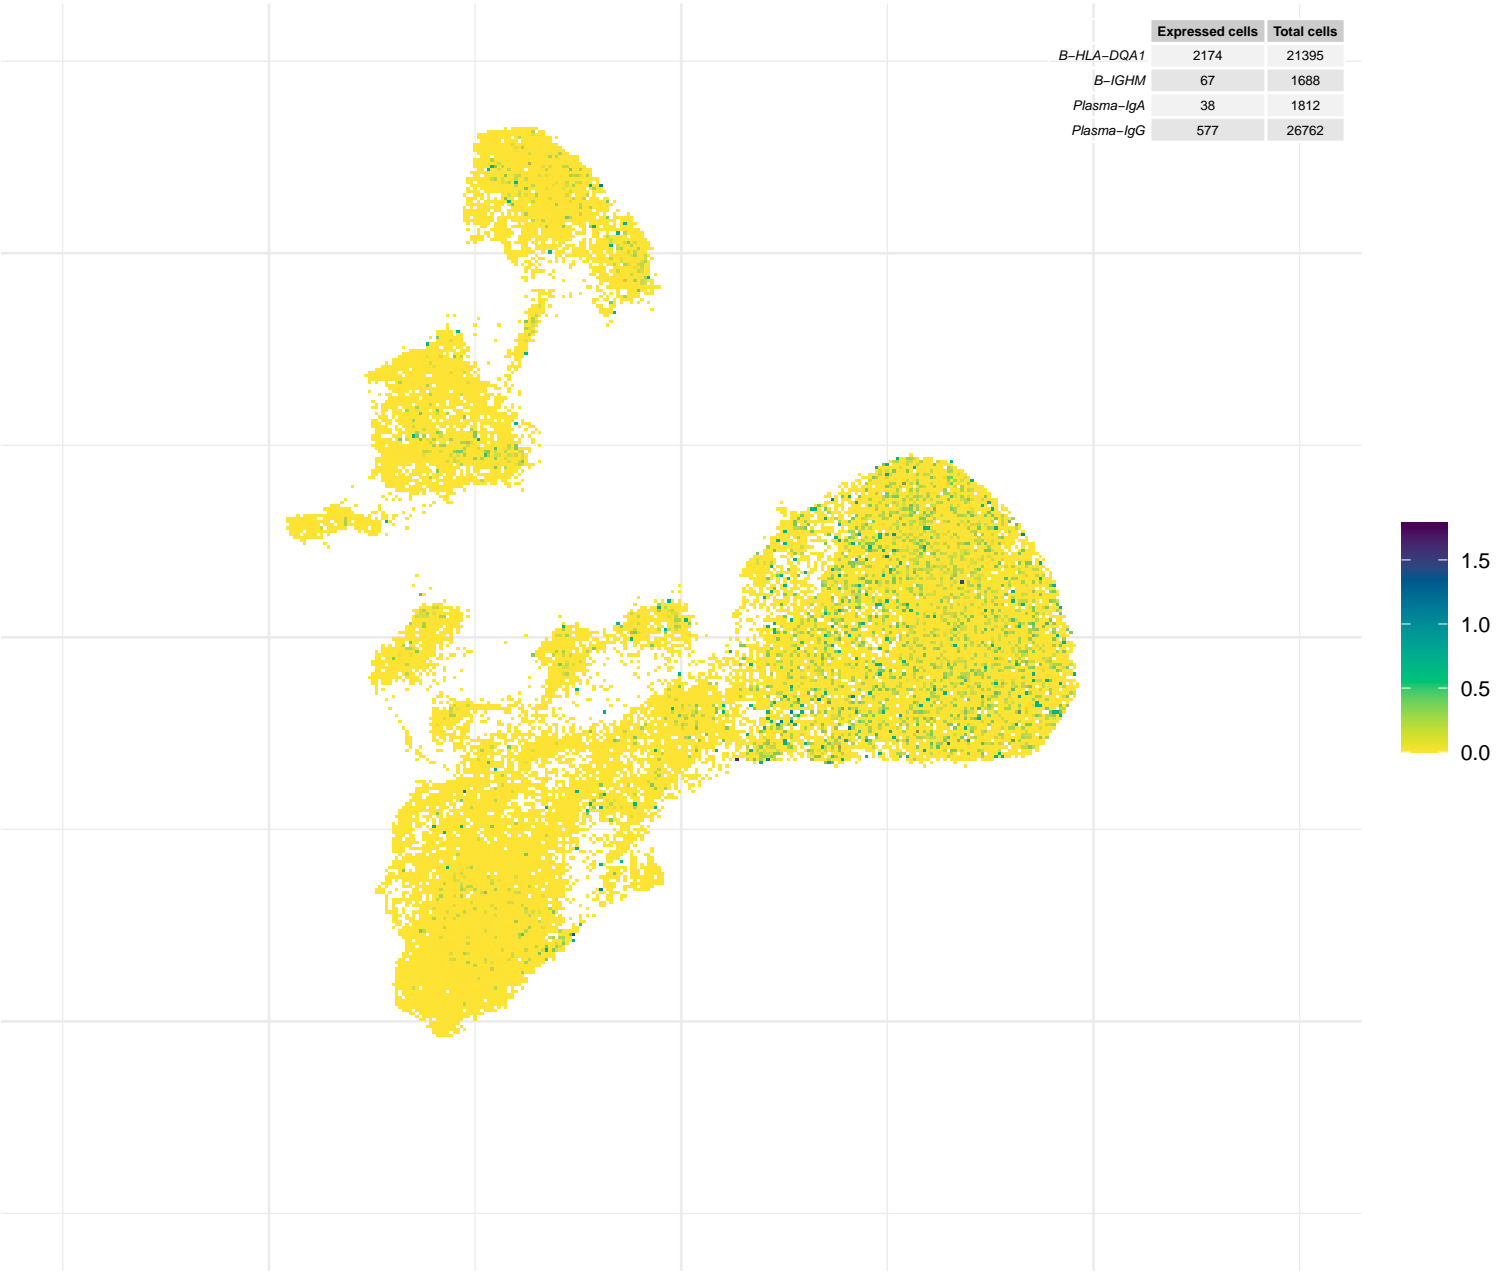 Expressed cells Total cells
B−HLA−DQA1 2174 21395
B−IGHM 67 1688
Plasma−IgA 38 1812
Plasma−IgG 577 26762
1.5
1.0
0.5
0.0